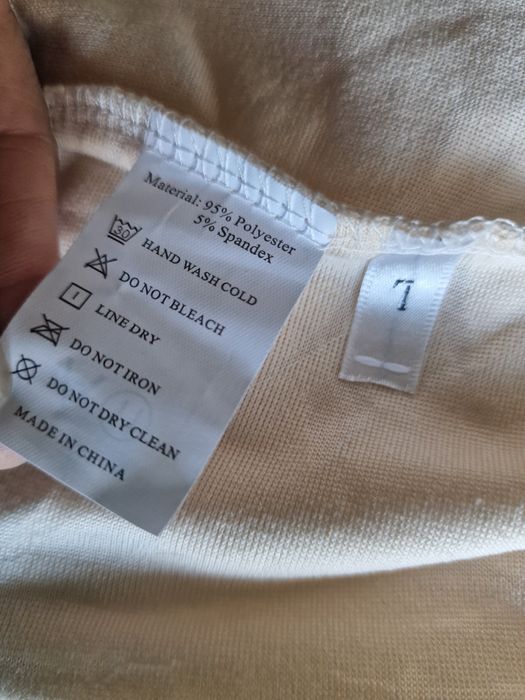 Material: 95% Polyester
5% Spandex
30 HAND WASH COLD
DO NOT BLEACH
LINE DRY
DO NOT IRON
DO NOT DRY CLEAN
MADE IN CHINA
L